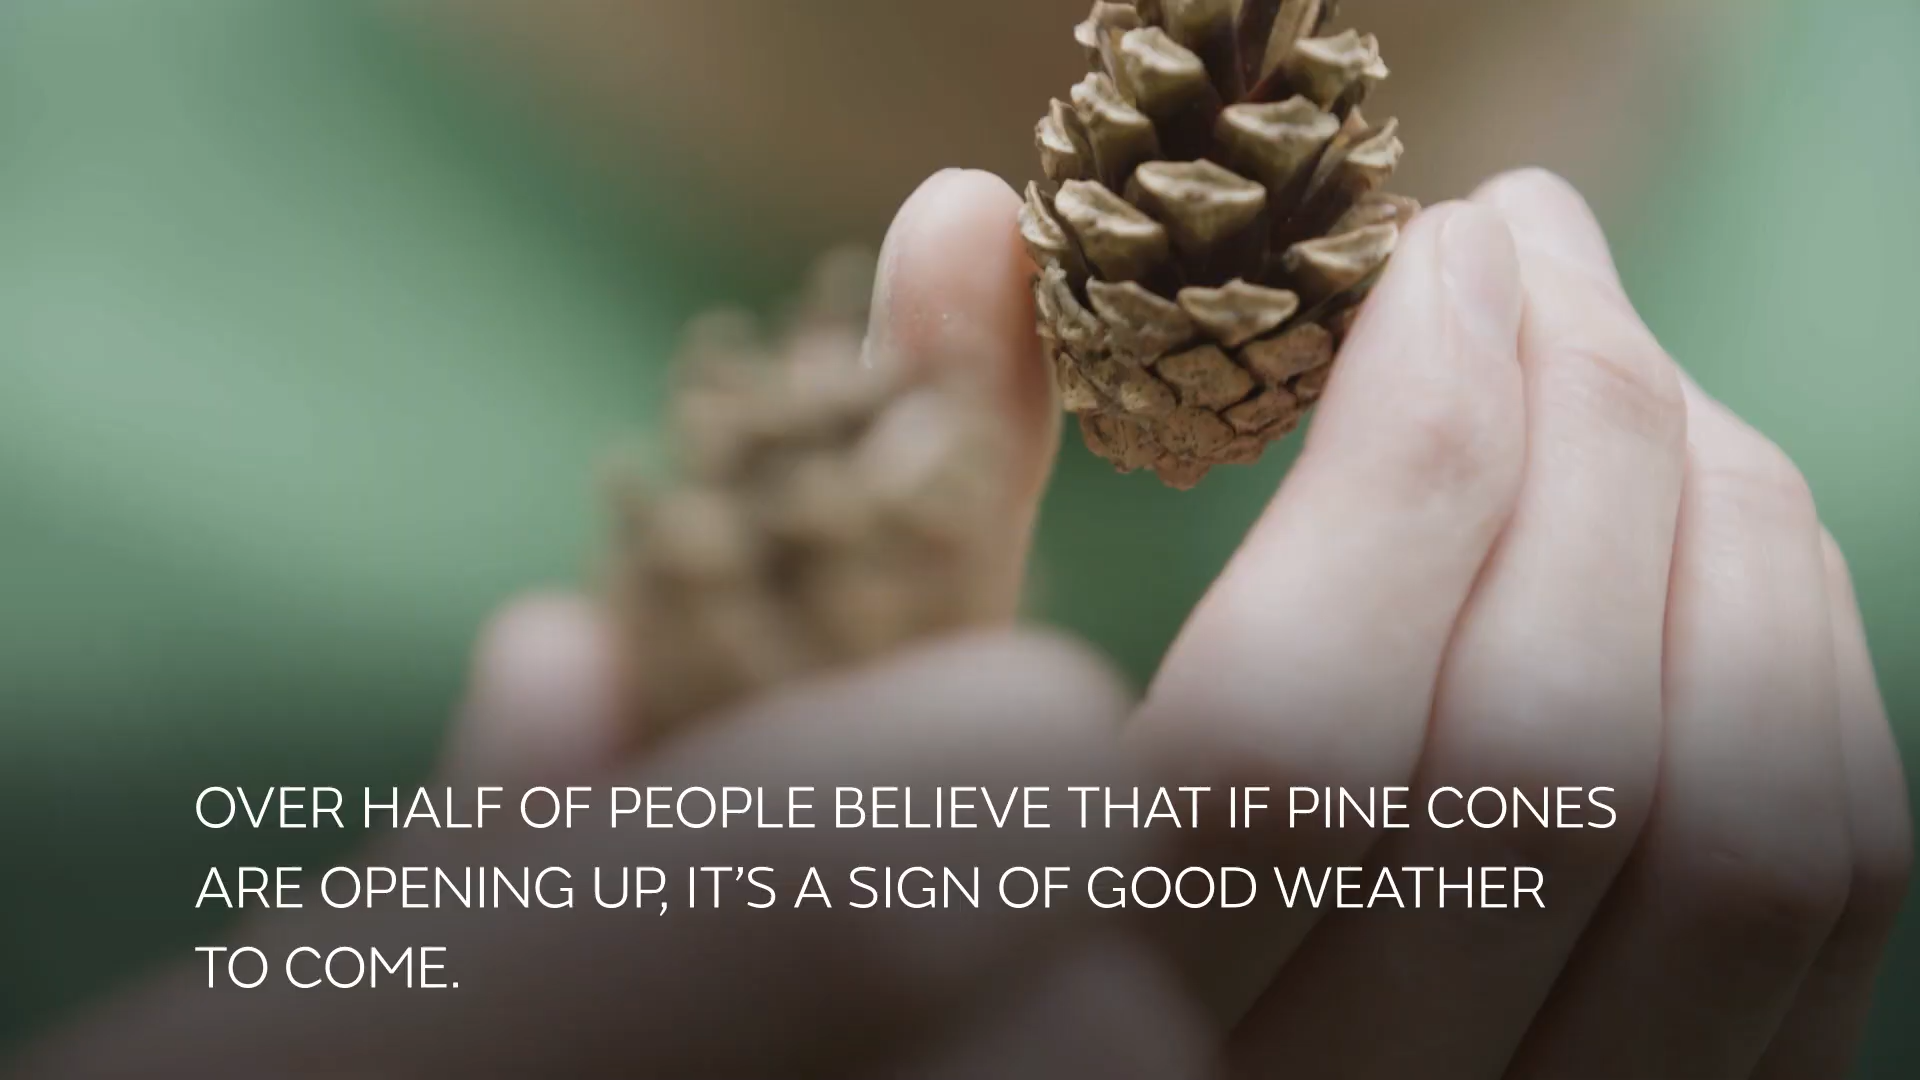 OVER HALF OF PEOPLE BELIEVE THAT IF PINE CONES
ARE OPENING UP, IT’S A SIGN OF GOOD WEATHER
TO COME.